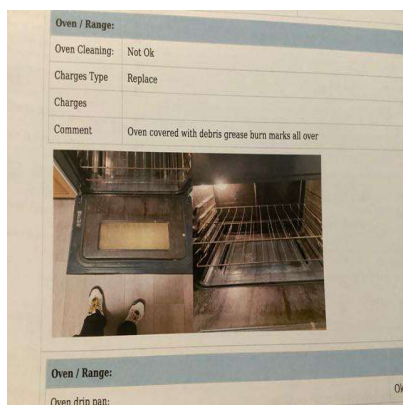 Oven / Range:
Oven Cleaning: Not Ok
Charges Type Replace
Charges
Comment Oven covered with debris grease burn marks all over
Oven / Range:
Oven drip pan: